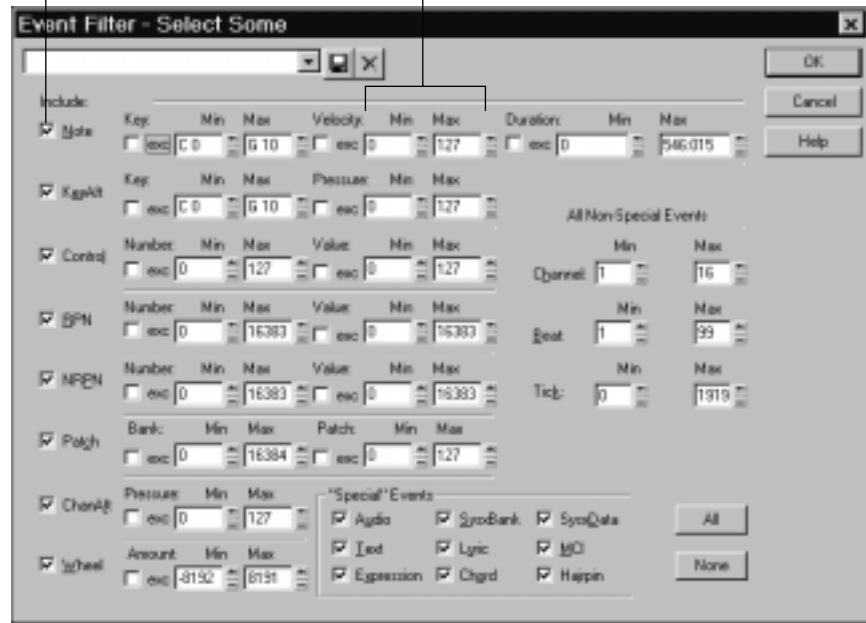 Event Filter - Select Some
OK
Cancel
Help
Include:
Note
Key: Min Max Velocity: Min Max Duration: Min Max
exc C 0 G 10 exc 0 127 exc 0 546:015
KeyAft
Key: Min Max Pressure: Min Max
exc C 0 G 10 exc 0 127
All Non-Special Events
Control
Number: Min Max Value: Min Max
exc 0 127 exc 0 127
Min Max
Channel: 1 16
RPN
Number: Min Max Value: Min Max
exc 0 16383 exc 0 16383
Min Max
Beat 1 99
NRPN
Number: Min Max Value: Min Max
exc 0 16383 exc 0 16383
Min Max
Tick: 0 1919
Patch
Bank: Min Max Patch: Min Max
exc 0 16384 exc 0 127
ChanAft
Pressure: Min Max
exc 0 127
"Special" Events
Audio SysxBank SysxData
Text Lyric MCI
Expression Chord Hairpin
All
None
Wheel
Amount: Min Max
exc -8192 8191